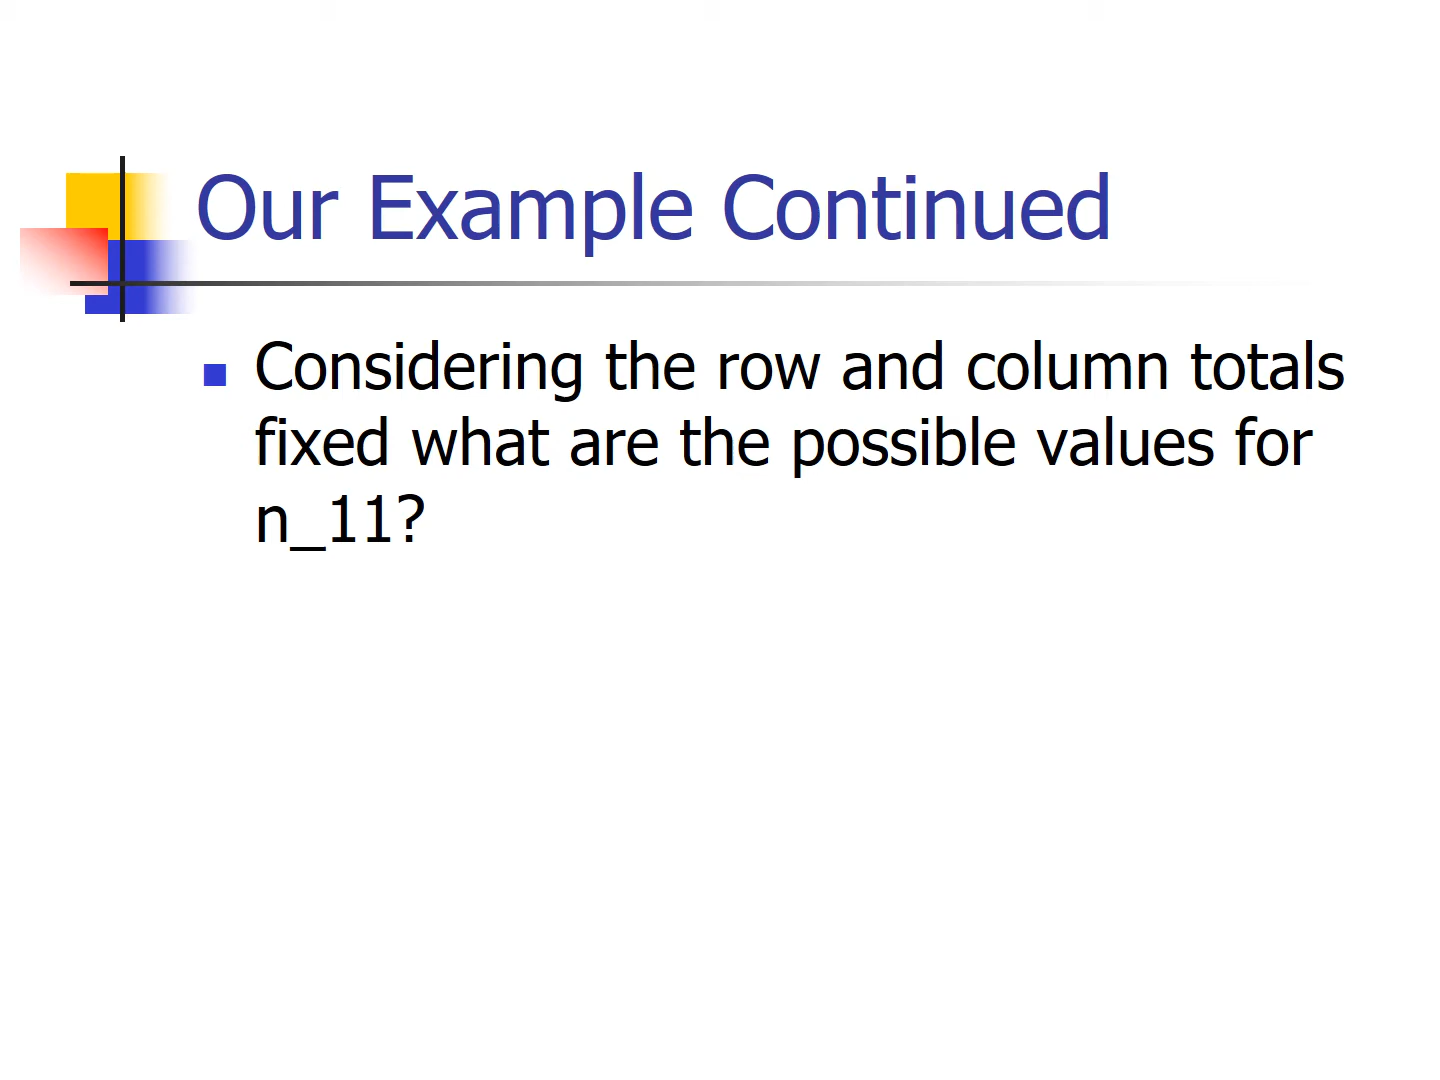 Our Example Continued
Considering the row and column totals
fixed what are the possible values for
n_11?